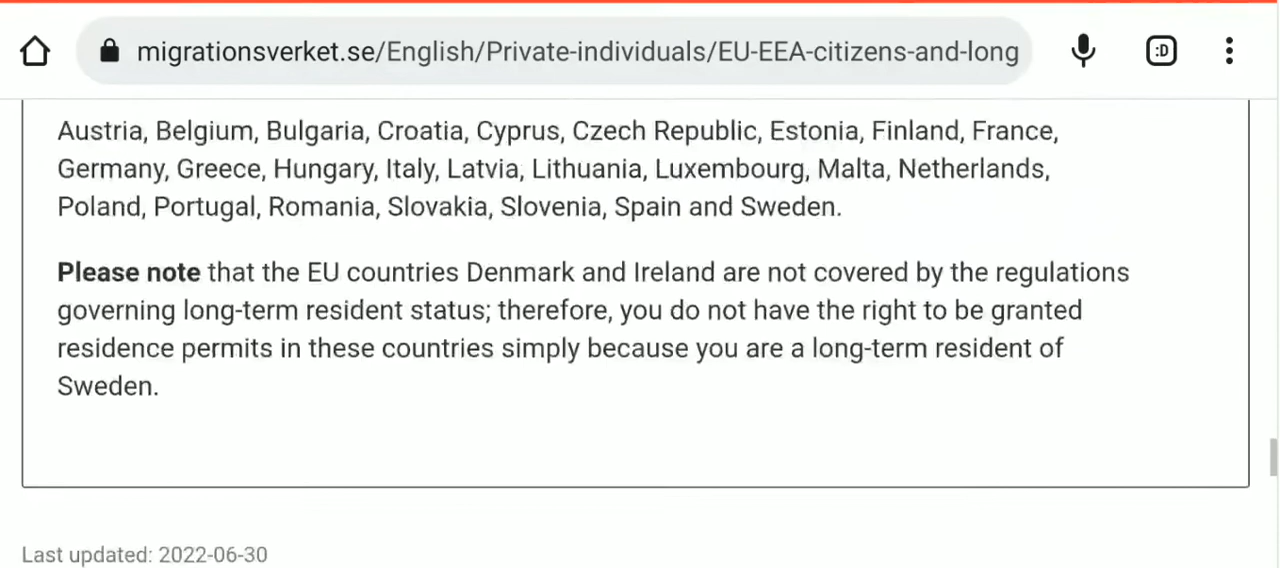 migrationsverket.se/English/Private-individuals/EU-EEA-citizens-and-long
:D
Austria, Belgium, Bulgaria, Croatia, Cyprus, Czech Republic, Estonia, Finland, France,
Germany, Greece, Hungary, Italy, Latvia, Lithuania, Luxembourg, Malta, Netherlands,
Poland, Portugal, Romania, Slovakia, Slovenia, Spain and Sweden.
Please note that the EU countries Denmark and Ireland are not covered by the regulations
governing long-term resident status; therefore, you do not have the right to be granted
residence permits in these countries simply because you are a long-term resident of
Sweden.
Last updated: 2022-06-30